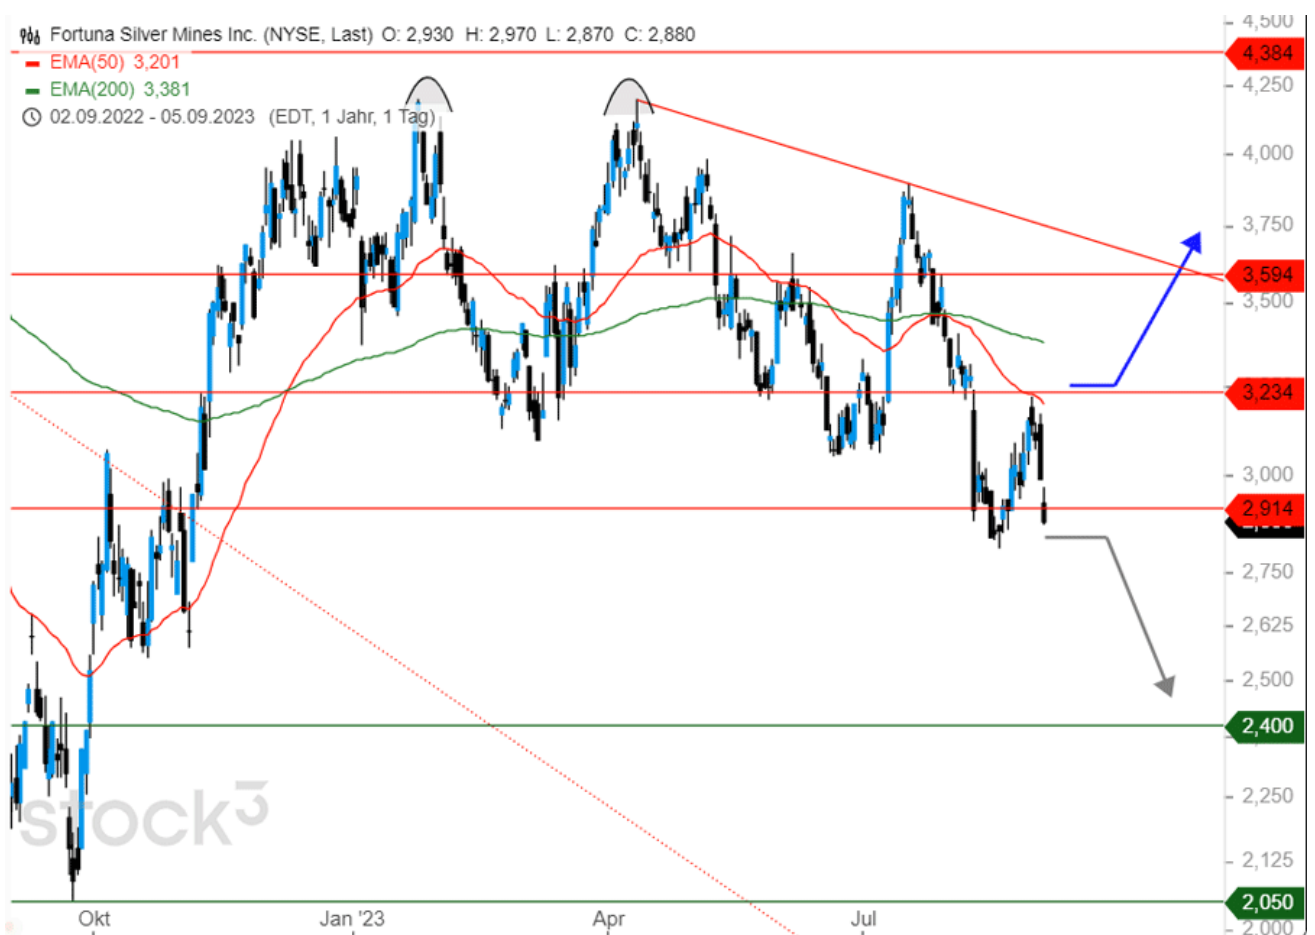 Fortuna Silver Mines Inc. (NYSE, Last) O: 2,930 H: 2,970 L: 2,870 C: 2,880
EMA(50) 3,201
EMA(200) 3,381
02.09.2022 - 05.09.2023 (EDT, 1 Jahr, 1 Tag)
4,500
4,384
4,250
4,000
3,750
3,594
3,500
3,234
3,000
2,914
2,750
2,625
2,500
2,400
2,250
2,125
2,050
2,000
stock3
Okt
Jan '23
Apr
Jul